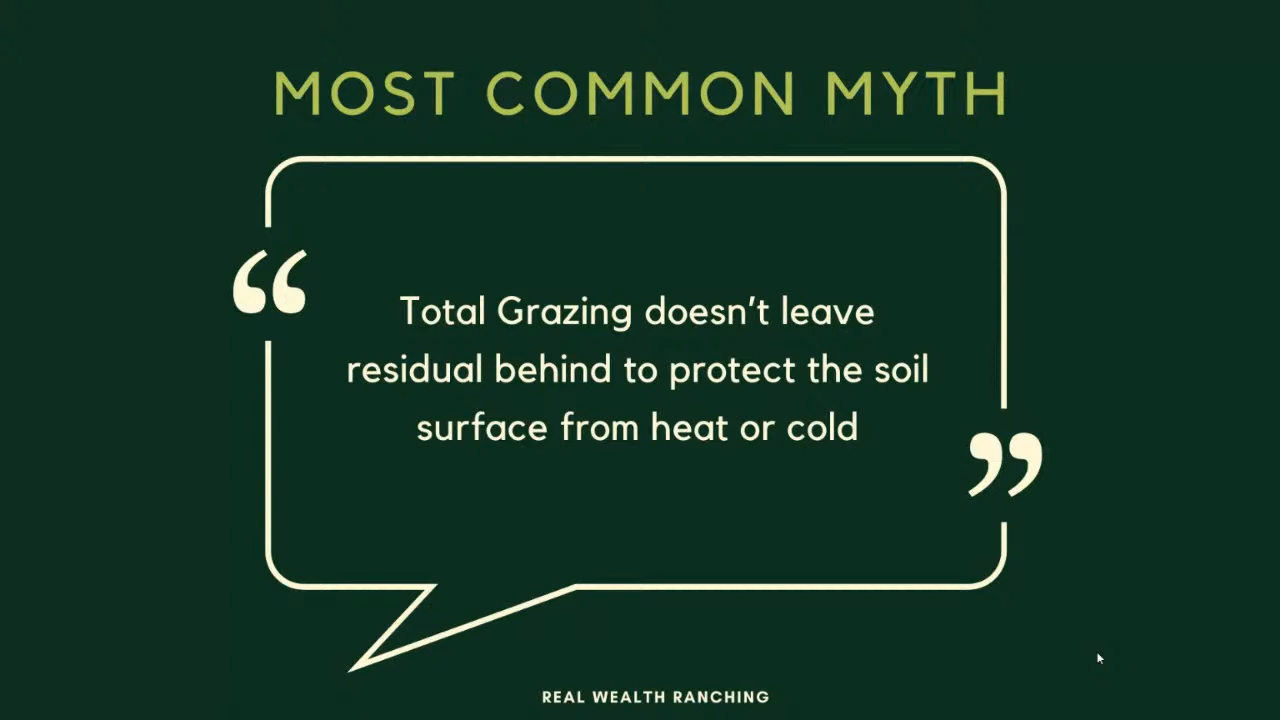 MOST COMMON MYTH
“
Total Grazing doesn’t leave
residual behind to protect the soil
surface from heat or cold
”
REAL WEALTH RANCHING